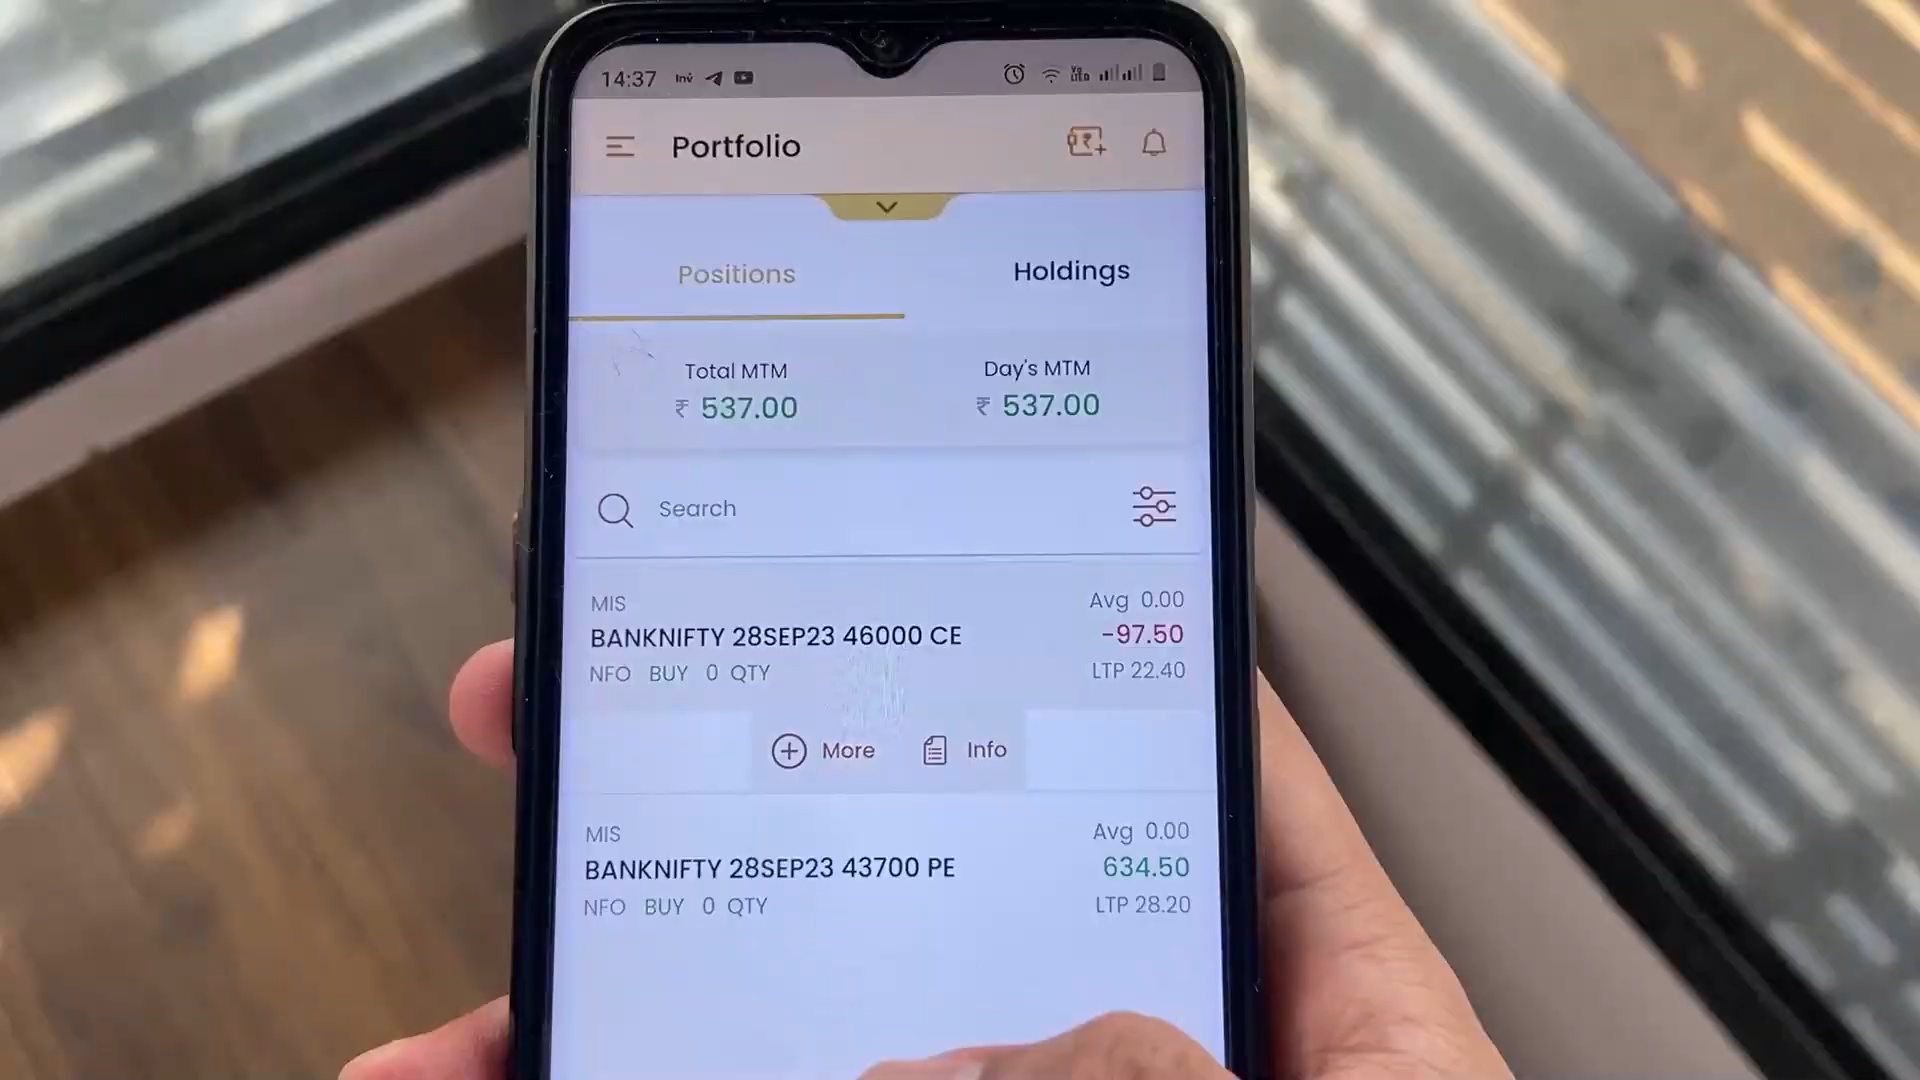 14:37
Portfolio
Positions Holdings
Total MTM Day's MTM
₹ 537.00 ₹ 537.00
Search
MIS Avg 0.00
BANKNIFTY 28SEP23 46000 CE -97.50
NFO BUY 0 QTY LTP 22.40
More Info
MIS Avg 0.00
BANKNIFTY 28SEP23 43700 PE 634.50
NFO BUY 0 QTY LTP 28.20